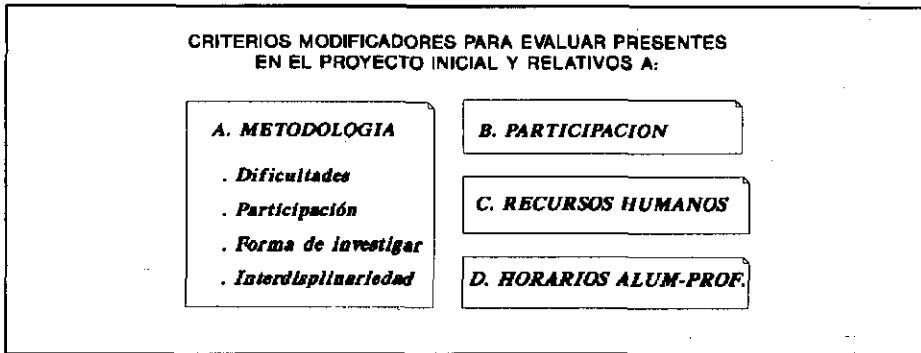 CRITERIOS MODIFICADORES PARA EVALUAR PRESENTES
EN EL PROYECTO INICIAL Y RELATIVOS A:
A. METODOLOGIA
. Dificultades
. Participación
. Forma de investigar
. Interdisplinariedad
B. PARTICIPACION
C. RECURSOS HUMANOS
D. HORARIOS ALUM-PROF.